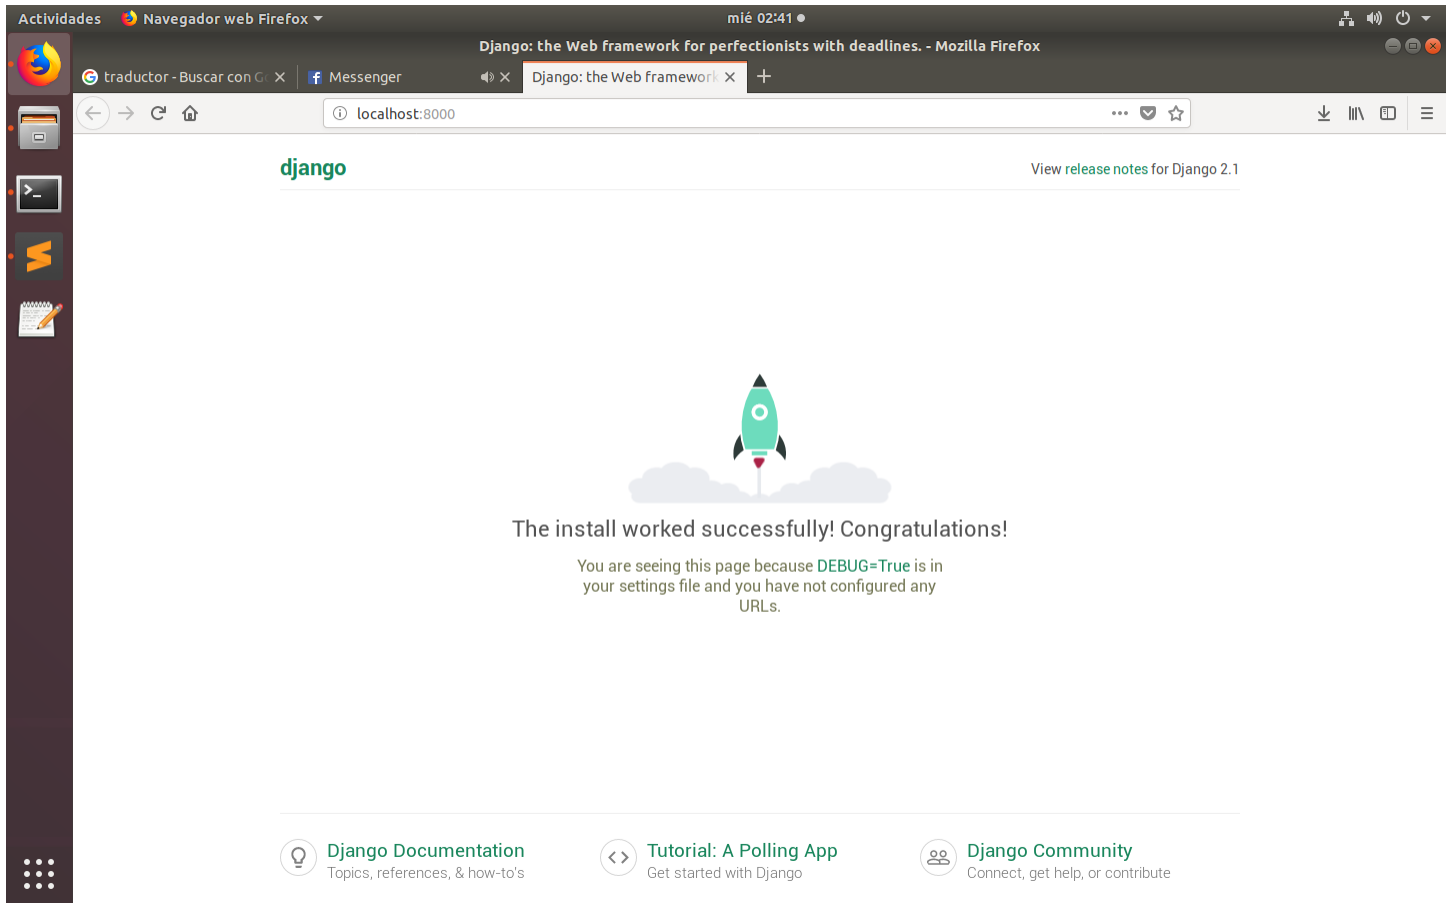 Actividades
Navegador web Firefox
mié 02:41
Django: the Web framework for perfectionists with deadlines. - Mozilla Firefox
traductor - Buscar con G
Messenger
Django: the Web framework
localhost:8000
django
View release notes for Django 2.1
The install worked successfully! Congratulations!
You are seeing this page because DEBUG=True is in
your settings file and you have not configured any
URLs.
Django Documentation
Topics, references, & how-to's
Tutorial: A Polling App
Get started with Django
Django Community
Connect, get help, or contribute